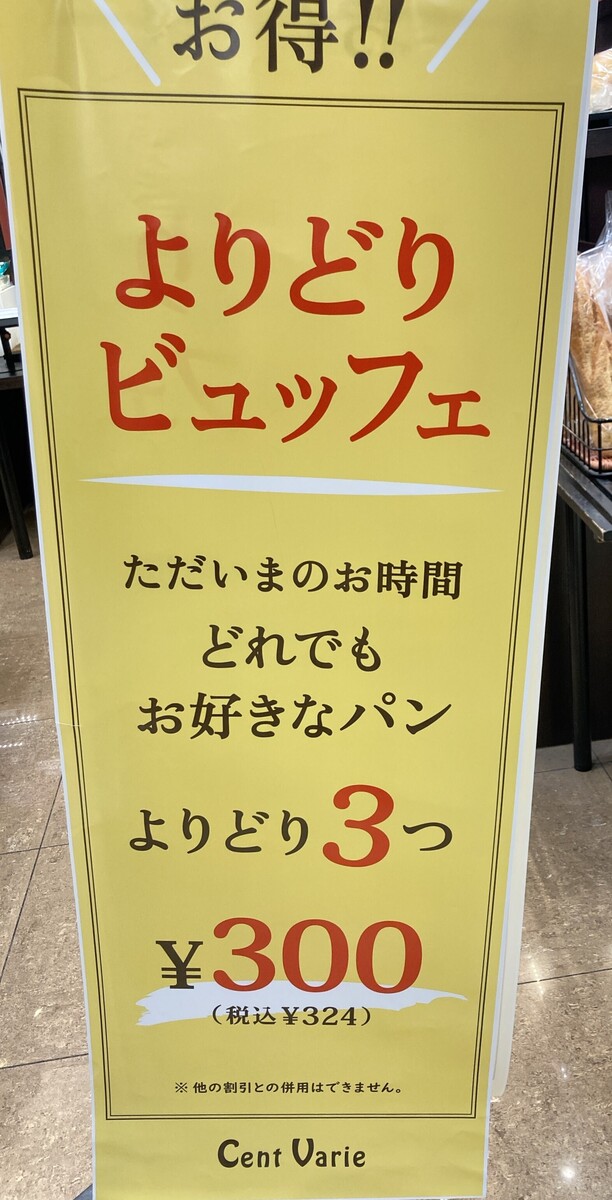 お得!!
よりどり
ビュッフェ
ただいまのお時間
どれでも
お好きなパン
よりどり3つ
¥300
(税込¥324)
※他の割引との併用はできません。
Cent Varie